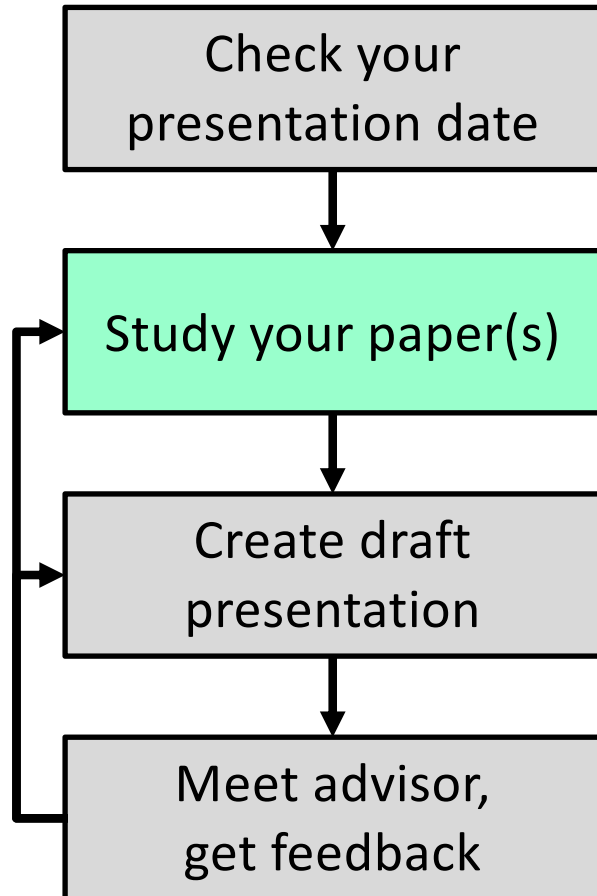 Check your
presentation date
Study your paper(s)
Create draft
presentation
Meet advisor,
get feedback